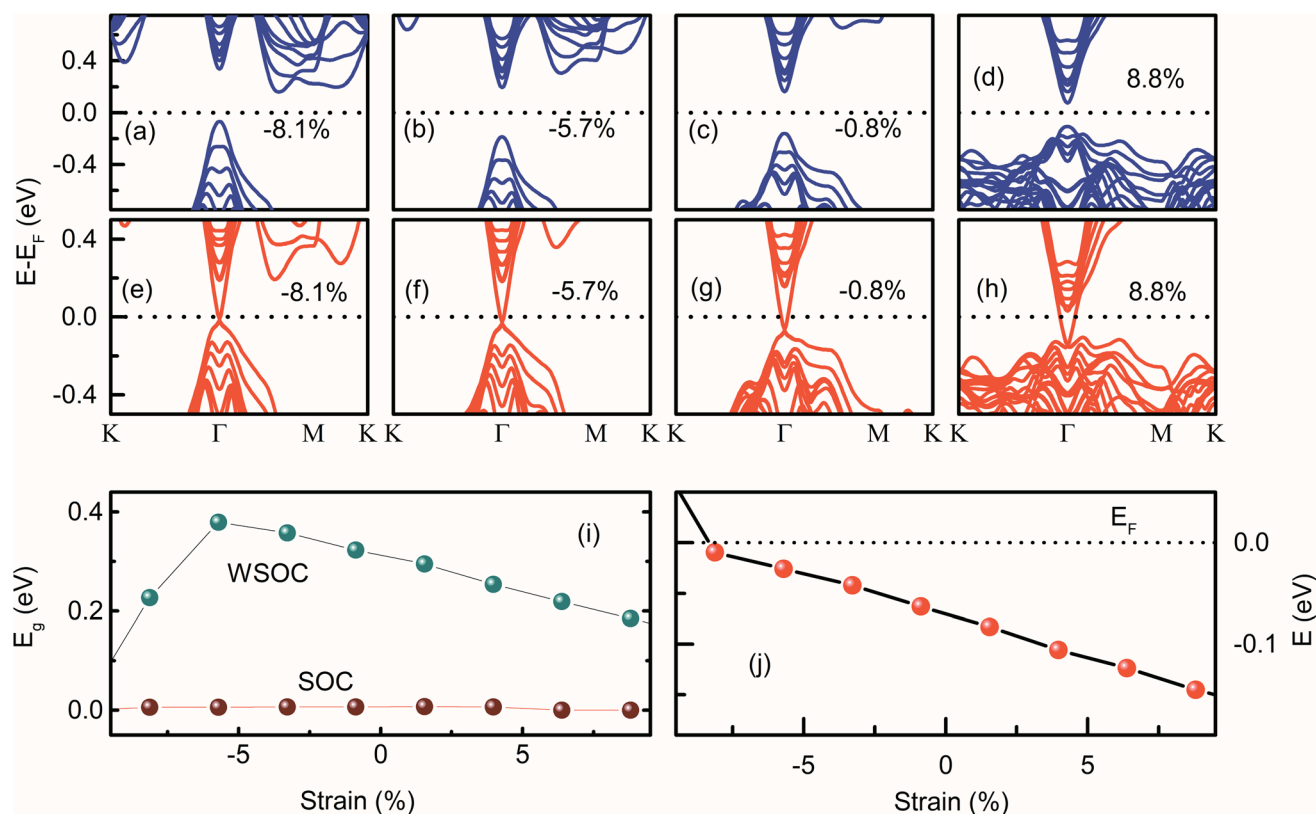 0.4
0.0
-0.4
(a)
-8.1%
(b)
-5.7%
(c)
-0.8%
(d)
8.8%
E-E_F (eV)
0.4
0.0
-0.4
(e)
-8.1%
(f)
-5.7%
(g)
-0.8%
(h)
8.8%
K Γ M K K Γ M K K Γ M K K Γ M K
0.4
0.2
0.0
E_g (eV)
(i)
WSOC
SOC
-5 0 5
Strain (%)
E_F
(j)
0.0
-0.1
E (eV)
-5 0 5
Strain (%)